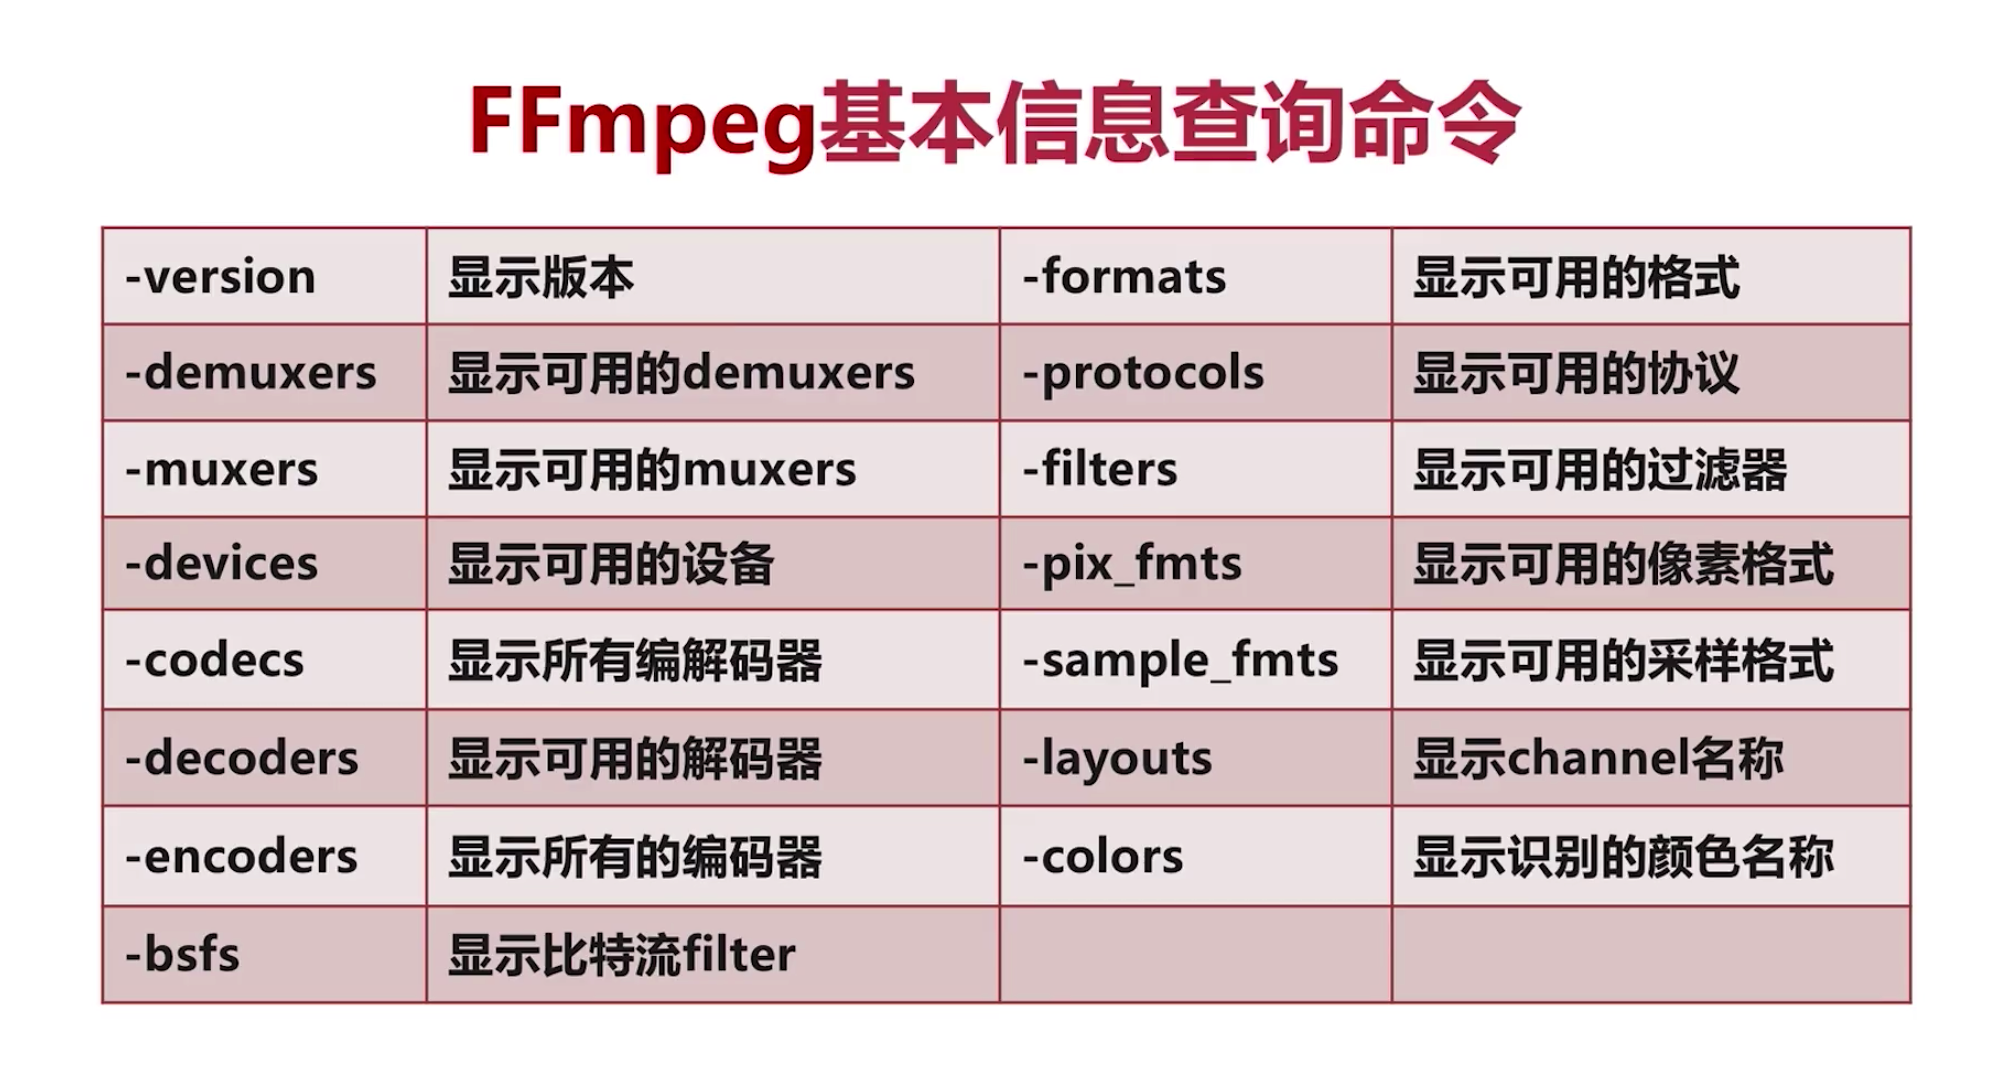 FFmpeg基本信息查询命令
-version 显示版本 -formats 显示可用的格式
-demuxers 显示可用的demuxers -protocols 显示可用的协议
-muxers 显示可用的muxers -filters 显示可用的过滤器
-devices 显示可用的设备 -pix_fmts 显示可用的像素格式
-codecs 显示所有编解码器 -sample_fmts 显示可用的采样格式
-decoders 显示可用的解码器 -layouts 显示channel名称
-encoders 显示所有的编码器 -colors 显示识别的颜色名称
-bsfs 显示比特流filter